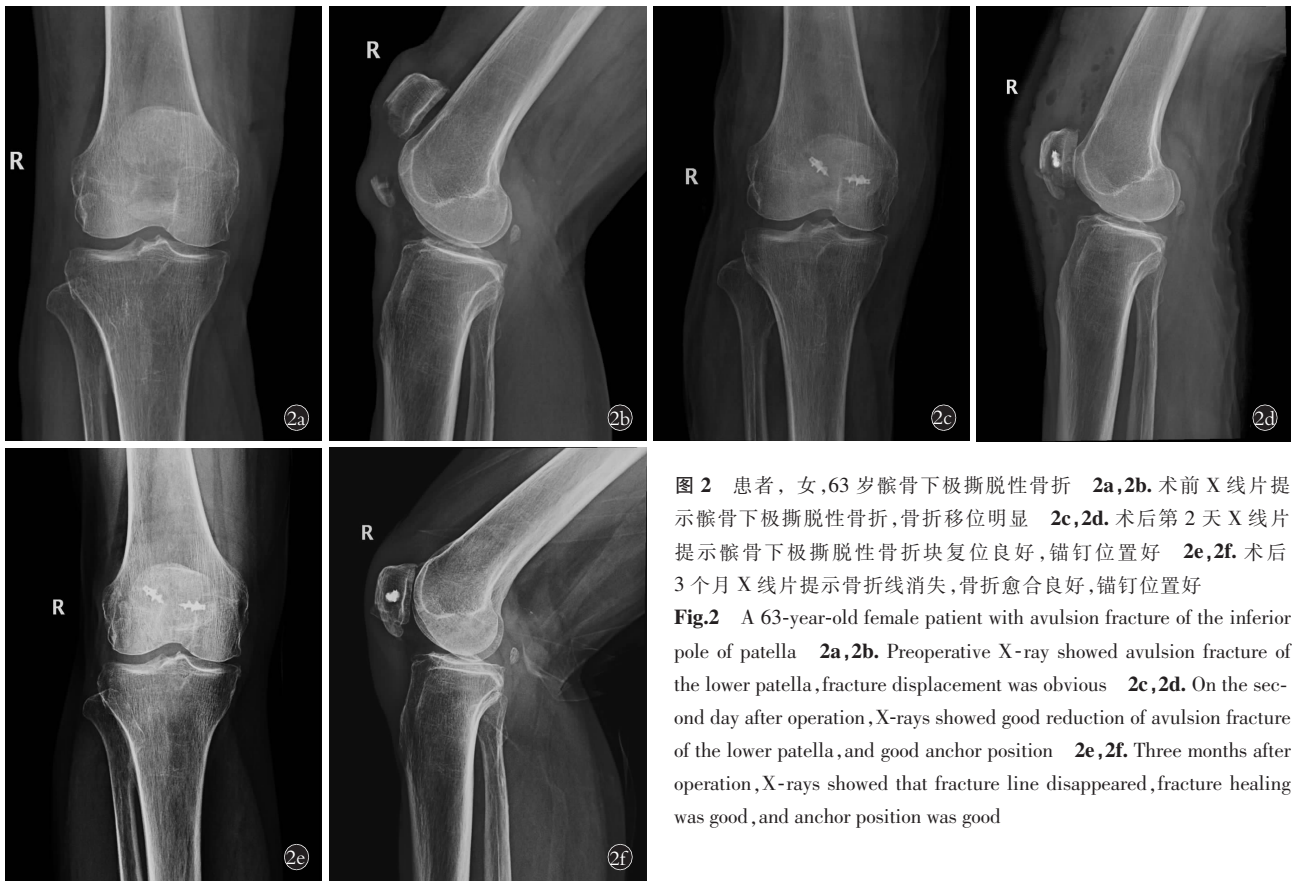 R
2a
R
2b
R
2c
R
2d
R
2e
R
2f
图 2 患者, 女,63 岁髌骨下极撕脱性骨折 2a,2b. 术前 X 线片提
示髌骨下极撕脱性骨折,骨折移位明显 2c,2d. 术后第 2 天 X 线片
提示髌骨下极撕脱性骨折块复位良好,锚钉位置好 2e,2f. 术后
3 个月 X 线片提示骨折线消失,骨折愈合良好,锚钉位置好
Fig.2 A 63-year-old female patient with avulsion fracture of the inferior
pole of patella 2a,2b. Preoperative X-ray showed avulsion fracture of
the lower patella,fracture displacement was obvious 2c,2d. On the sec-
ond day after operation,X-rays showed good reduction of avulsion fracture
of the lower patella,and good anchor position 2e,2f. Three months after
operation,X-rays showed that fracture line disappeared,fracture healing
was good,and anchor position was good